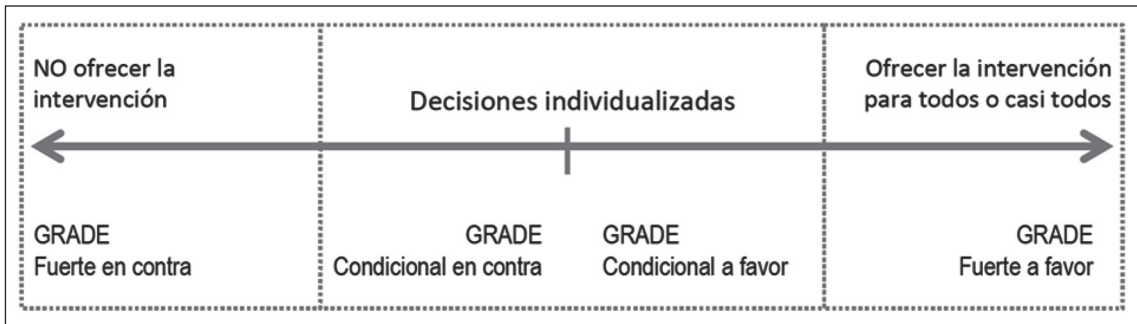 NO ofrecer la
intervención
Decisiones individualizadas
Ofrecer la intervención
para todos o casi todos
GRADE
Fuerte en contra
GRADE
Condicional en contra
GRADE
Condicional a favor
GRADE
Fuerte a favor